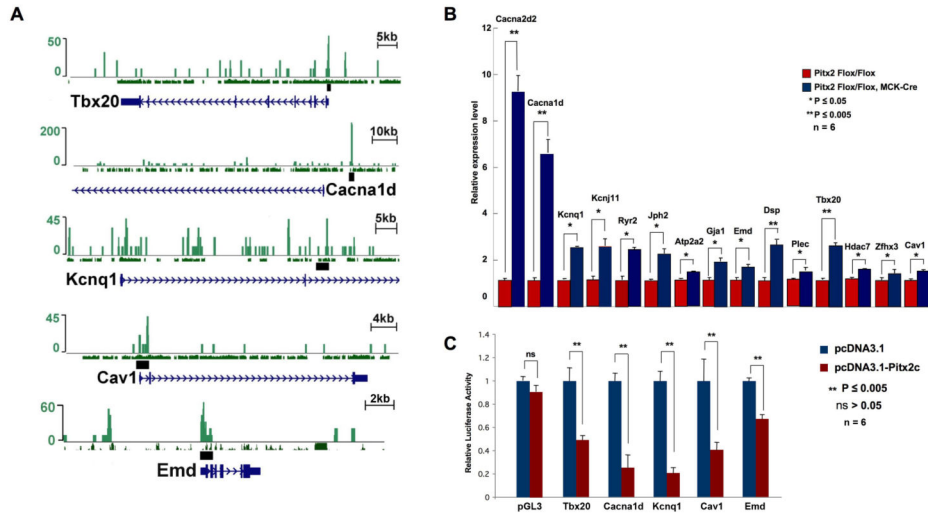 A
50
0
5kb
Tbx20
200
0
10kb
Cacna1d
45
0
5kb
Kcnq1
45
0
4kb
Cav1
60
0
2kb
Emd
B
Relative expression level
12
10
8
6
4
2
0
Cacna2d2
**
Cacna1d
**
Kcnq1
*
Kcnj11
*
Ryr2
*
Jph2
*
Atp2a2
*
Gja1
*
Emd
*
Dsp
**
Plec
*
Tbx20
**
Hdac7
*
Zfhx3
*
Cav1
*
Pitx2 Flox/Flox
Pitx2 Flox/Flox, MCK-Cre
* P ≤ 0.05
** P ≤ 0.005
n = 6
C
Relative Luciferase Activity
1.4
1.2
1
0.8
0.6
0.4
0.2
0
ns
**
**
**
**
**
pGL3
Tbx20
Cacna1d
Kcnq1
Cav1
Emd
pcDNA3.1
pcDNA3.1-Pitx2c
** P ≤ 0.005
ns > 0.05
n = 6